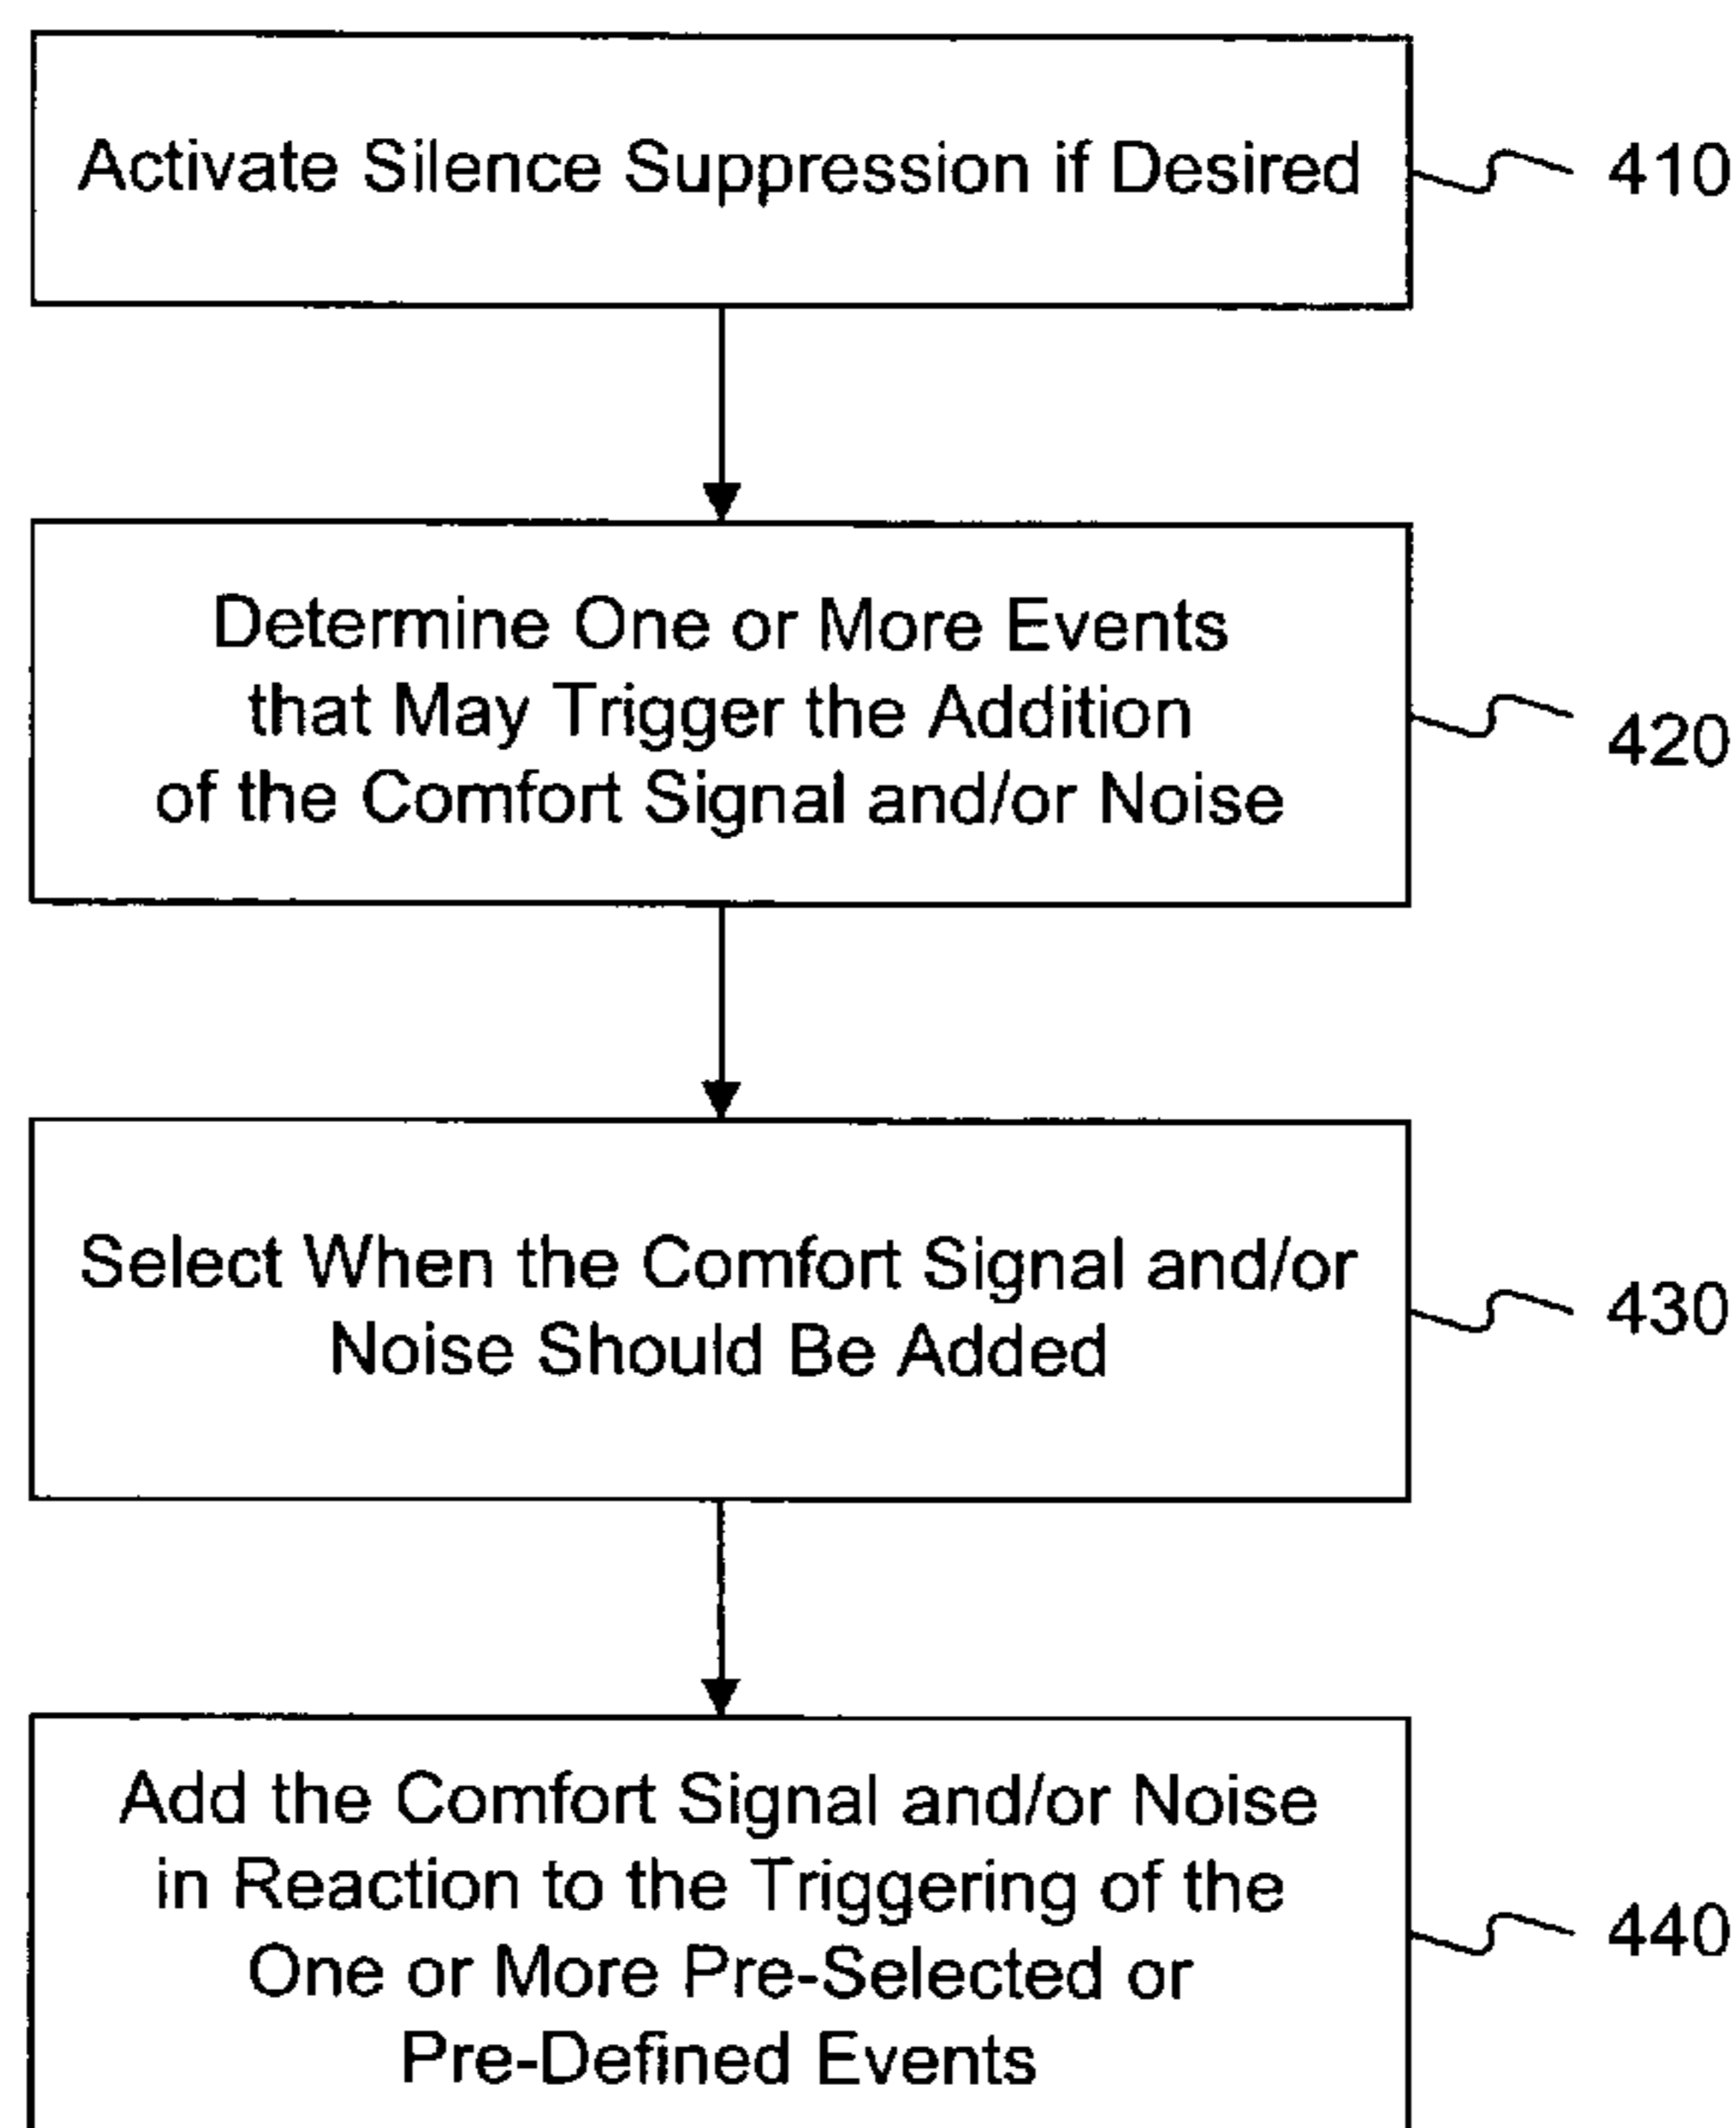 Activate Silence Suppression if Desired
410
Determine One or More Events
that May Trigger the Addition
of the Comfort Signal and/or Noise
420
Select When the Comfort Signal and/or
Noise Should Be Added
430
Add the Comfort Signal and/or Noise
in Reaction to the Triggering of the
One or More Pre-Selected or
Pre-Defined Events
440